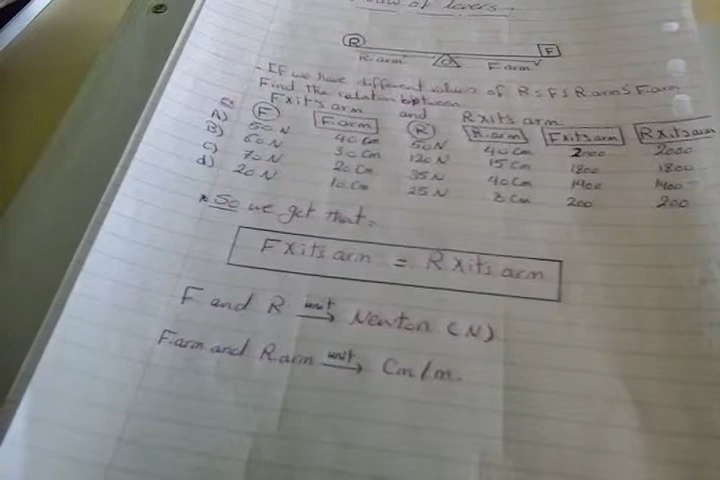 Law of levers.
R F
R.arm F.arm
- If we have different values of R & F & R.arm & F.arm
Find the relation between
F x its arm and R x its arm
F F.arm R R.arm F x its arm R x its arm
A) 50 N 40 Cm 50 N 40 Cm 2000 2000
B) 60 N 30 Cm 120 N 15 Cm 1800 1800
C) 70 N 20 Cm 35 N 40 Cm 1400 1400
d) 20 N 10 Cm 25 N 8 Cm 200 200
* So we get that:
F x its arm = R x its arm
F and R unit → Newton (N)
F.arm and R.arm unit → Cm/m.